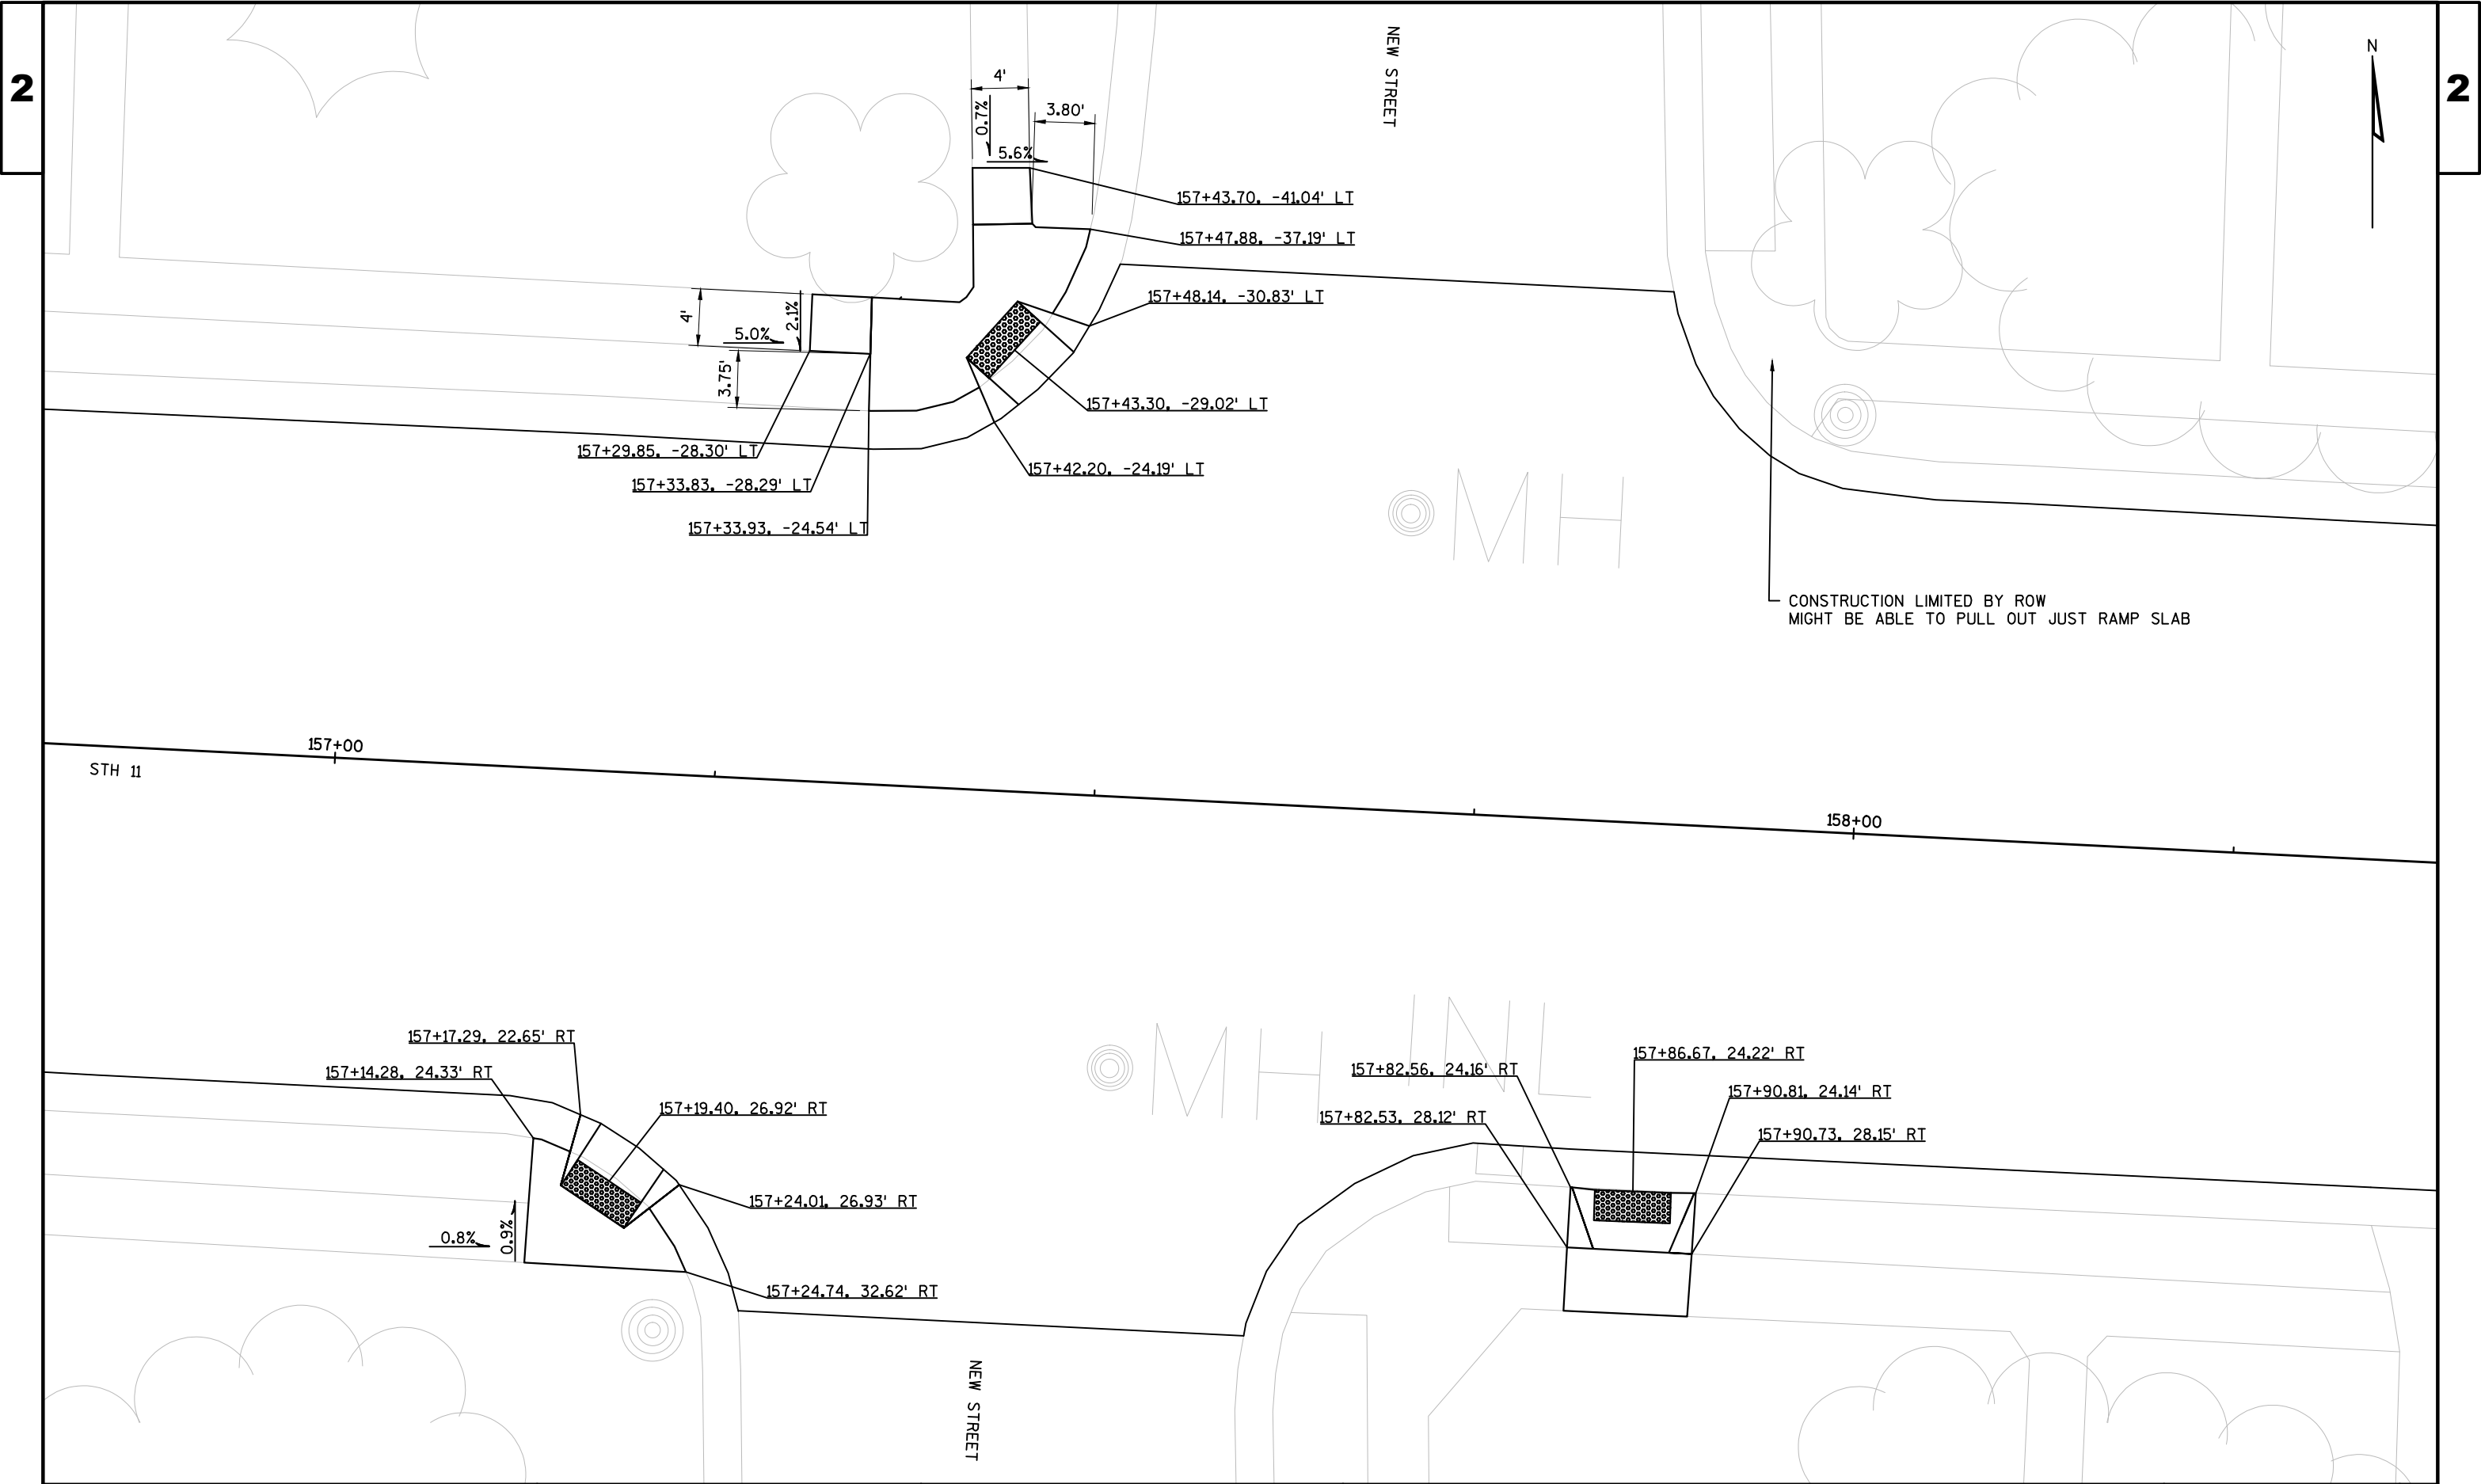 2
2
N
NEW STREET
4'
0.7%
3.80'
5.6%
157+43.70, -41.04' LT
157+47.88, -37.19' LT
157+48.14, -30.83' LT
4'
2.1%
5.0%
3.75'
157+43.30, -29.02' LT
157+29.85, -28.30' LT
157+42.20, -24.19' LT
157+33.83, -28.29' LT
157+33.93, -24.54' LT
MH
CONSTRUCTION LIMITED BY ROW
MIGHT BE ABLE TO PULL OUT JUST RAMP SLAB
157+00
STH 11
158+00
157+17.29, 22.65' RT
157+14.28, 24.33' RT
157+19.40, 26.92' RT
MH
INL
157+86.67, 24.22' RT
157+82.56, 24.16' RT
157+90.81, 24.14' RT
157+82.53, 28.12' RT
157+90.73, 28.15' RT
157+24.01, 26.93' RT
0.8%
0.9%
157+24.74, 32.62' RT
NEW STREET